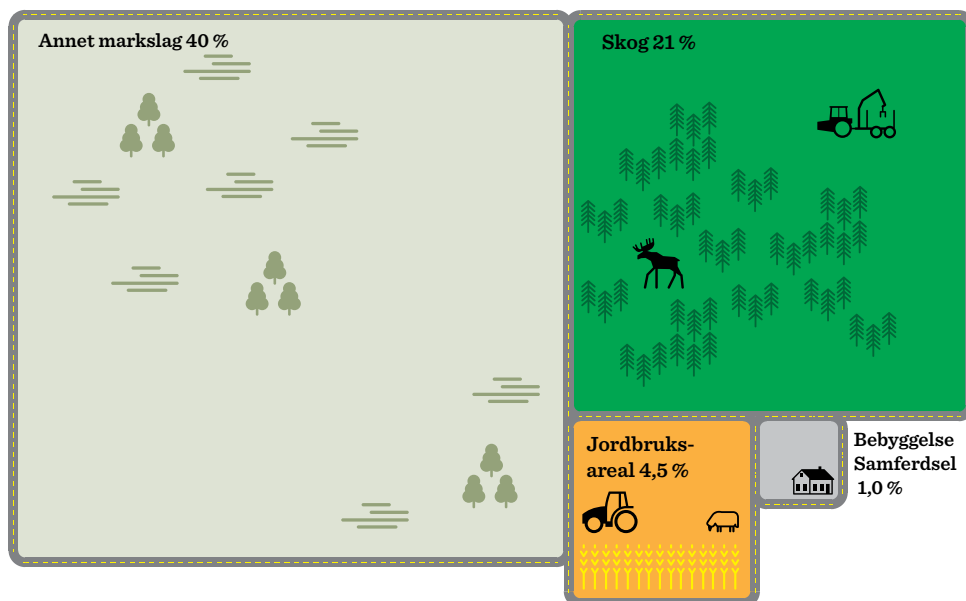 Annet markslag 40 %
Skog 21 %
Jordbruks-
areal 4,5 %
Bebyggelse
Samferdsel
1,0 %